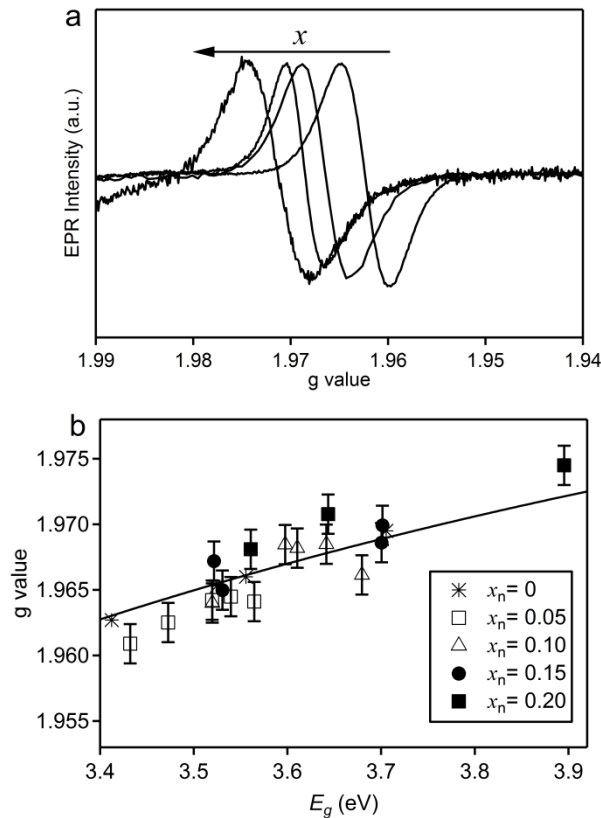 a
x
EPR Intensity (a.u.)
1.99 1.98 1.97 1.96 1.95 1.94
g value
b
1.975
1.970
1.965
1.960
1.955
g value
xn= 0
xn= 0.05
xn= 0.10
xn= 0.15
xn= 0.20
3.4 3.5 3.6 3.7 3.8 3.9
Eg (eV)